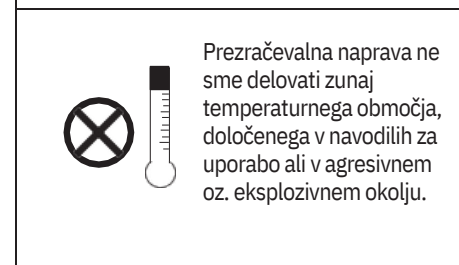 Prezračevalna naprava ne
sme delovati zunaj
temperaturnega območja,
določenega v navodilih za
uporabo ali v agresivnem
oz. eksplozivnem okolju.